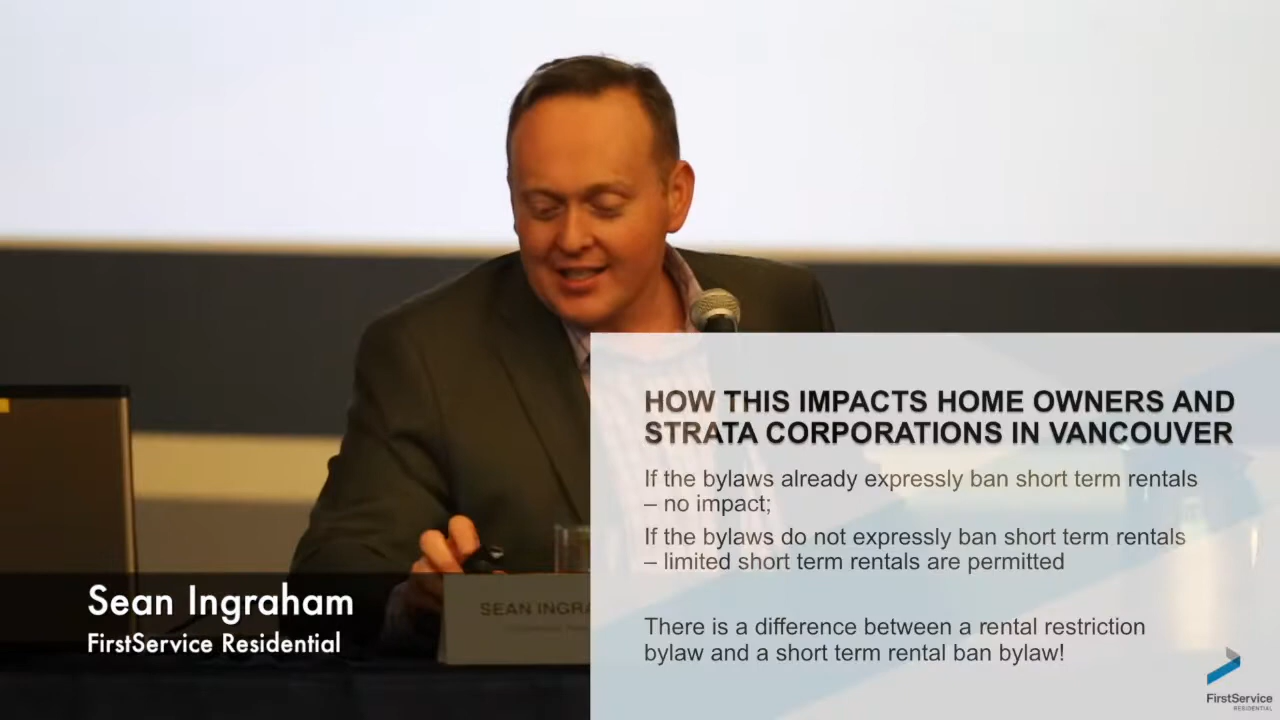 HOW THIS IMPACTS HOME OWNERS AND
STRATA CORPORATIONS IN VANCOUVER
If the bylaws already expressly ban short term rentals
– no impact;
If the bylaws do not expressly ban short term rentals
– limited short term rentals are permitted
There is a difference between a rental restriction
bylaw and a short term rental ban bylaw!
Sean Ingraham
FirstService Residential
SEAN INGRA
FirstService
RESIDENTIAL